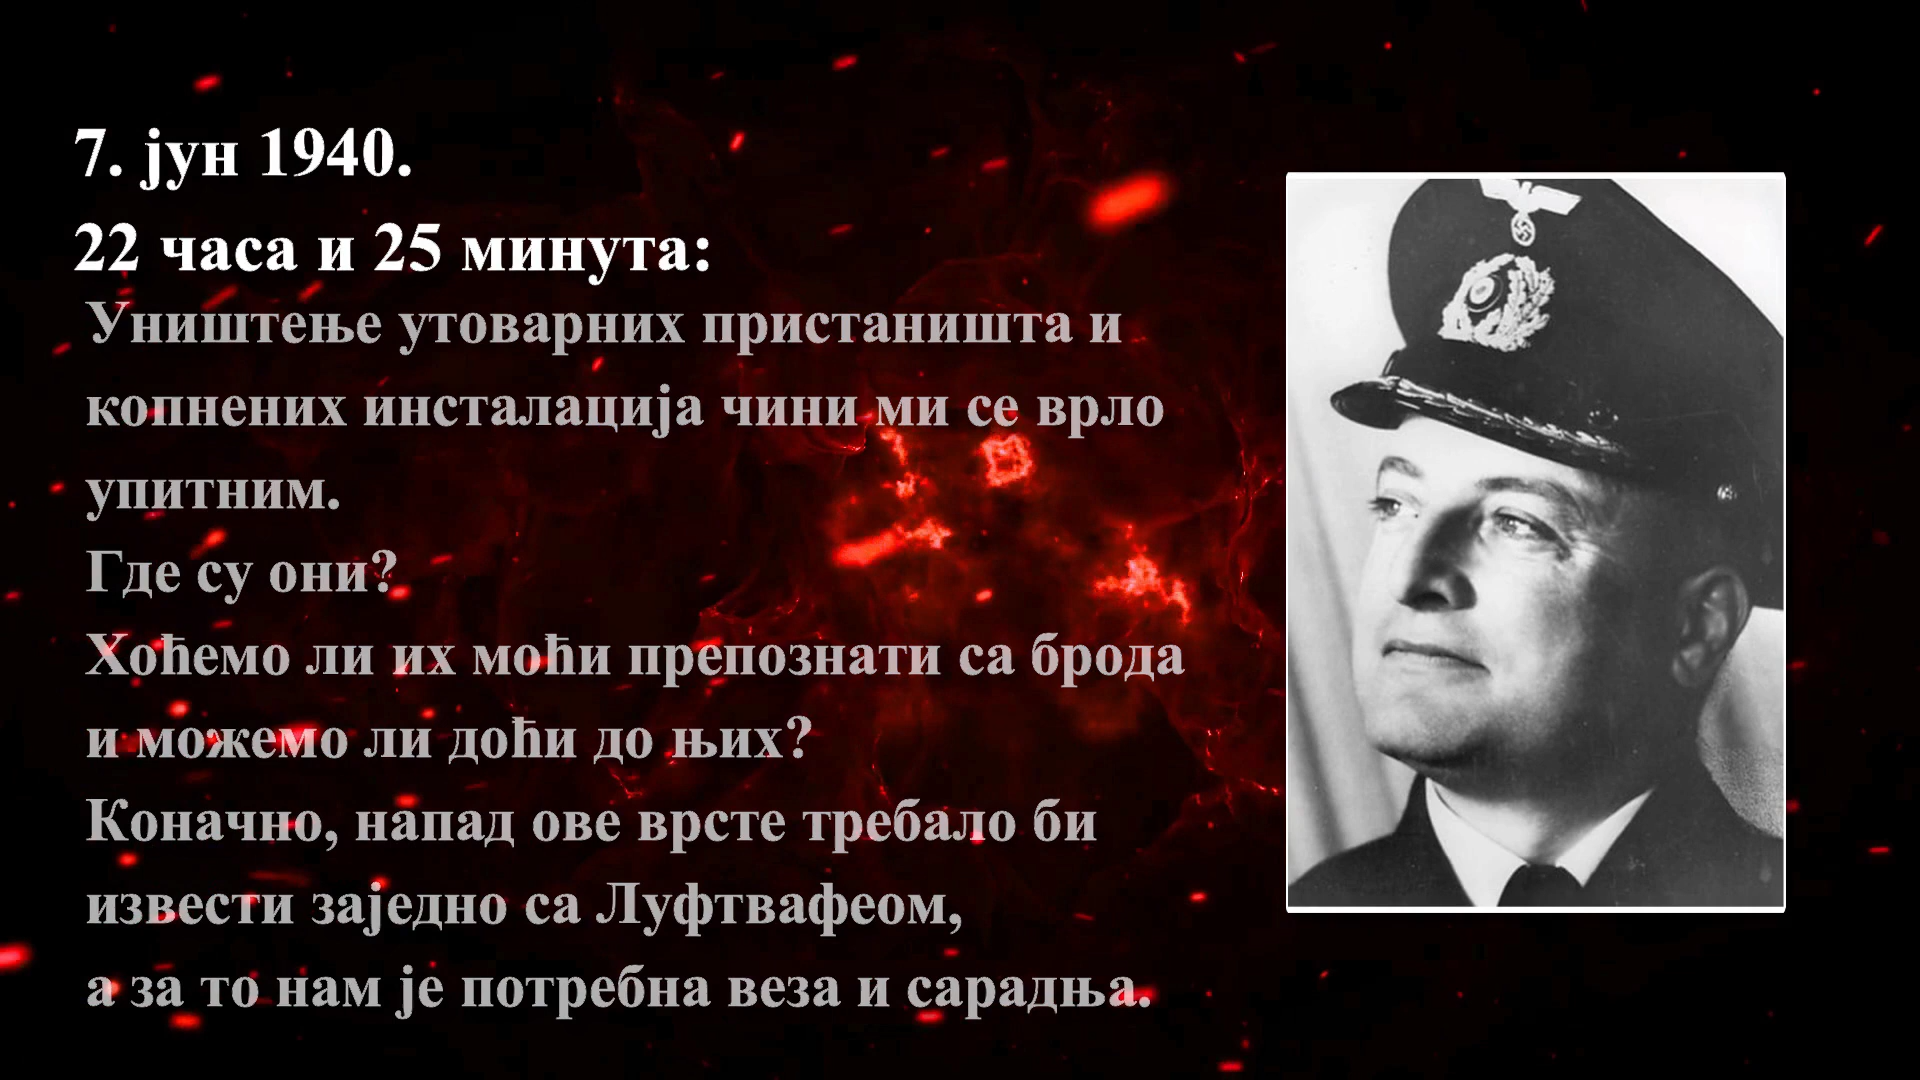 7. јун 1940.
22 часа и 25 минута:
Уништење утоварних пристаништа и
копнених инсталација чини ми се врло
упитним.
Где су они?
Хоћемо ли их моћи препознати са брода
и можемо ли доћи до њих?
Коначно, напад ове врсте требало би
извести заједно са Луфтвафеом,
а за то нам је потребна веза и сарадња.